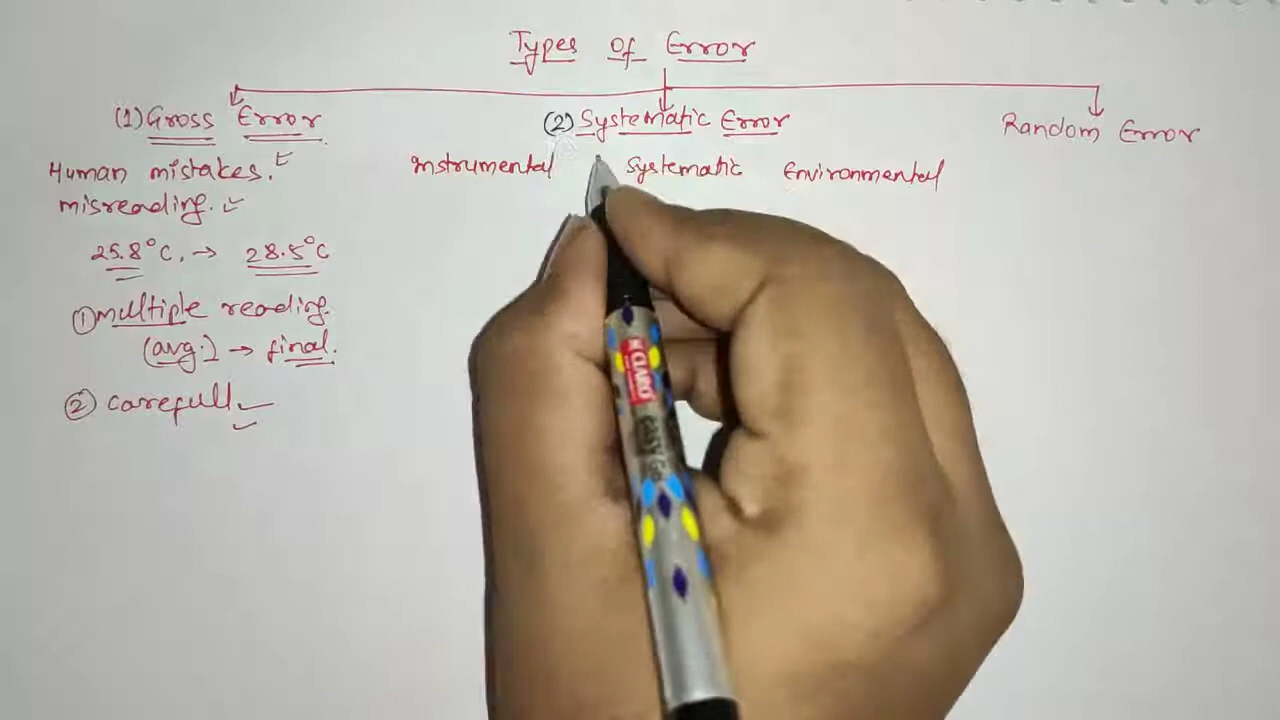 Types of Error
(1) Gross Error
Human mistakes.
misreading.
25.8°C, → 28.5°C
① multiple reading.
(avg.) → final.
② carefull
(2) Systematic Error
Instrumental Systematic Environmental
Random Error
CLARO